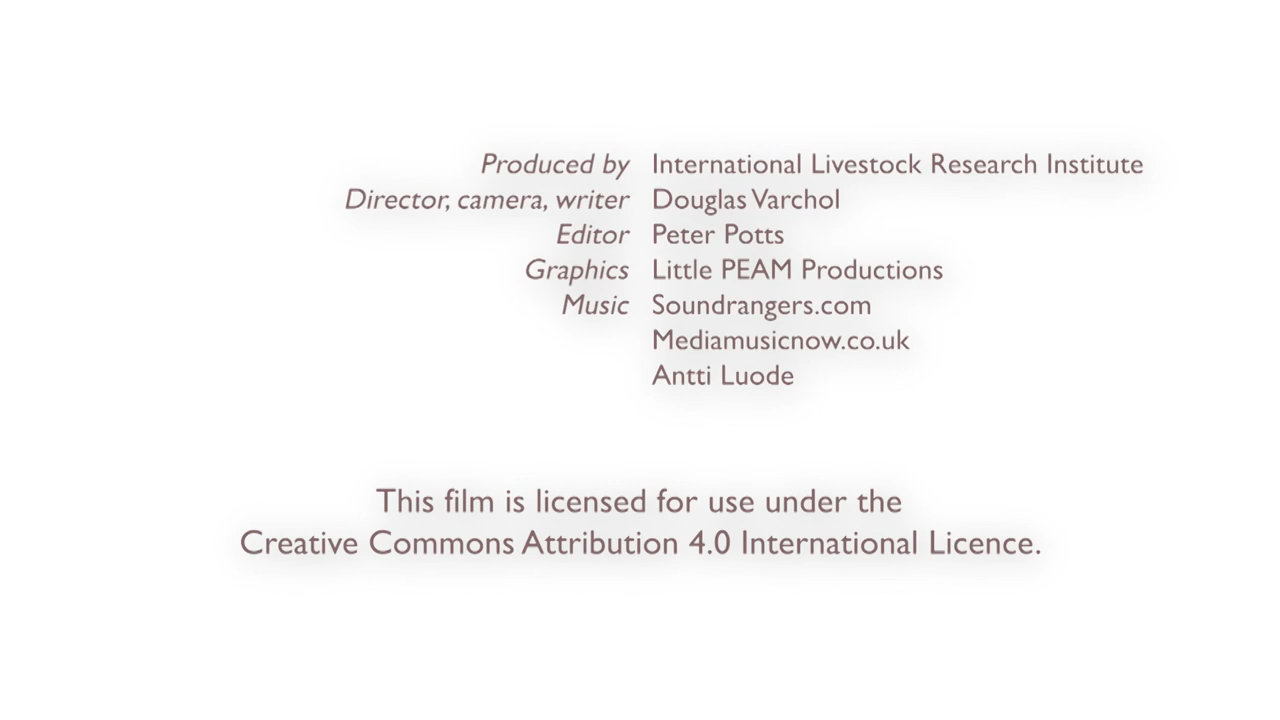 Produced by International Livestock Research Institute
Director, camera, writer Douglas Varchol
Editor Peter Potts
Graphics Little PEAM Productions
Music Soundrangers.com
Mediamusicnow.co.uk
Antti Luode
This film is licensed for use under the
Creative Commons Attribution 4.0 International Licence.